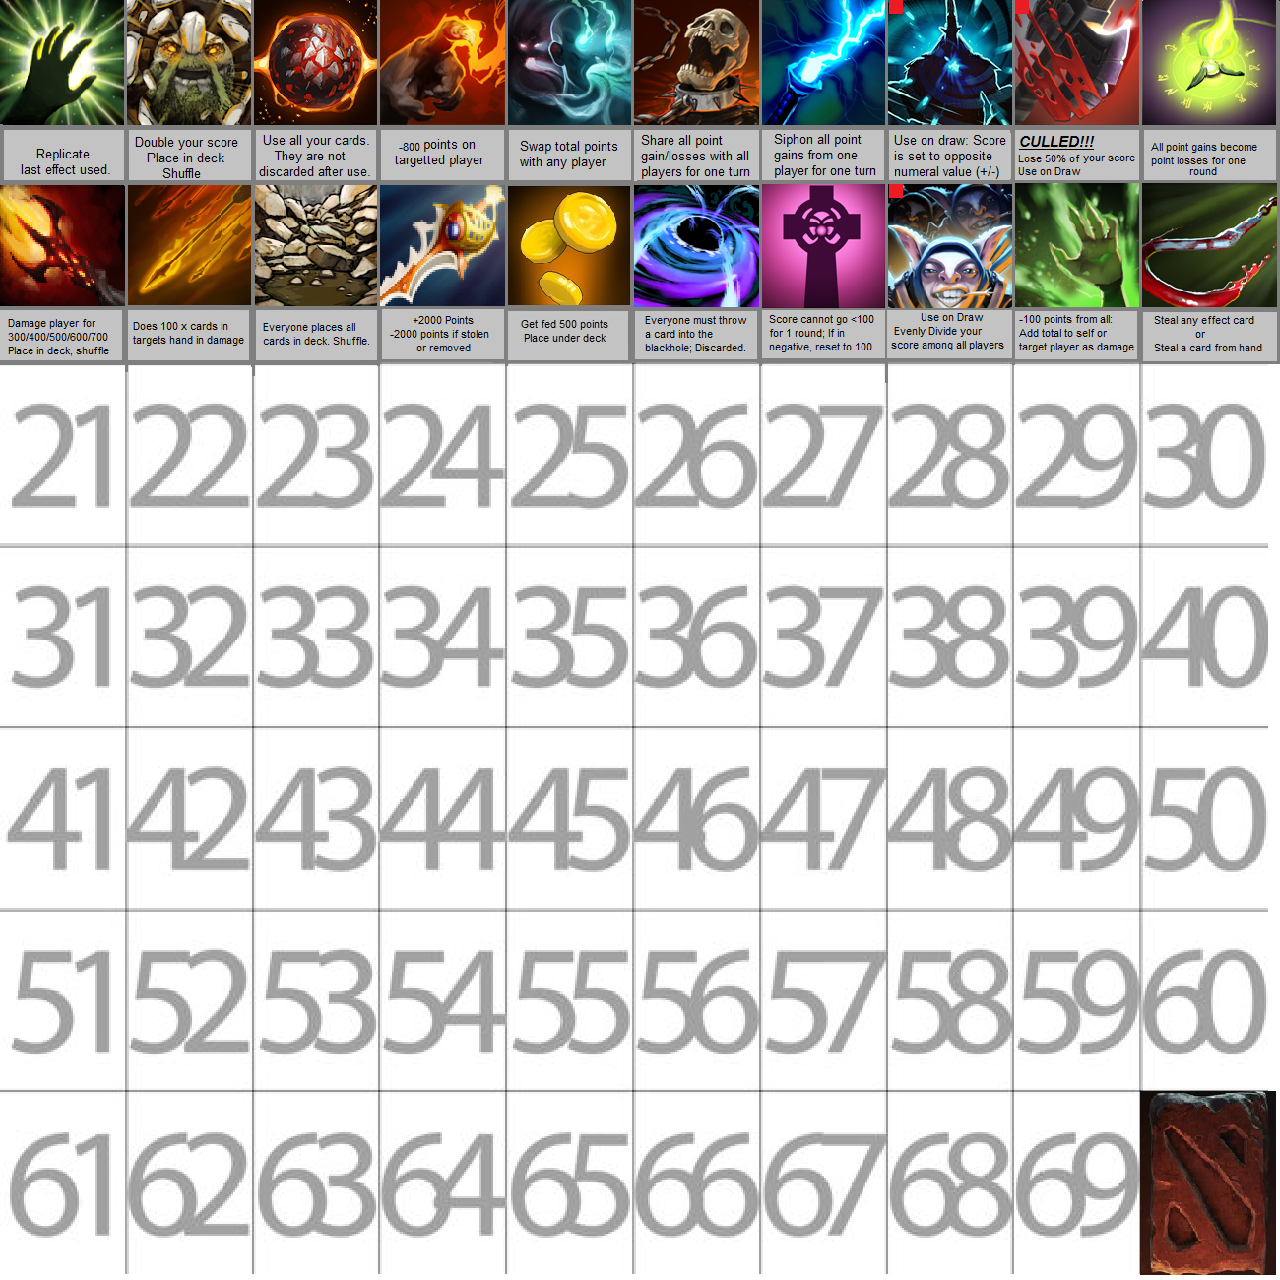 Replicate
last effect used.
Double your score
Place in deck
Shuffle
Use all your cards.
They are not
discarded after use.
-800 points on
targetted player
Swap total points
with any player
Share all point
gain/losses with all
players for one turn
Siphon all point
gains from one
player for one turn
Use on draw: Score
is set to opposite
numeral value (+/-)
CULLED!!!
Lose 50% of your score
Use on Draw
All point gains become
point losses for one
round
Damage player for
300/400/500/600/700
Place in deck, shuffle
Does 100 x cards in
targets hand in damage
Everyone places all
cards in deck. Shuffle.
+2000 Points
-2000 points if stolen
or removed
Get fed 500 points
Place under deck
Everyone must throw
a card into the
blackhole; Discarded.
Score cannot go <100
for 1 round; If in
negative, reset to 100
Use on Draw
Evenly Divide your
score among all players
-100 points from all:
Add total to self or
target player as damage
Steal any effect card
or
Steal a card from hand
21 22 23 24 25 26 27 28 29 30
31 32 33 34 35 36 37 38 39 40
41 42 43 44 45 46 47 48 49 50
51 52 53 54 55 56 57 58 59 60
61 62 63 64 65 66 67 68 69